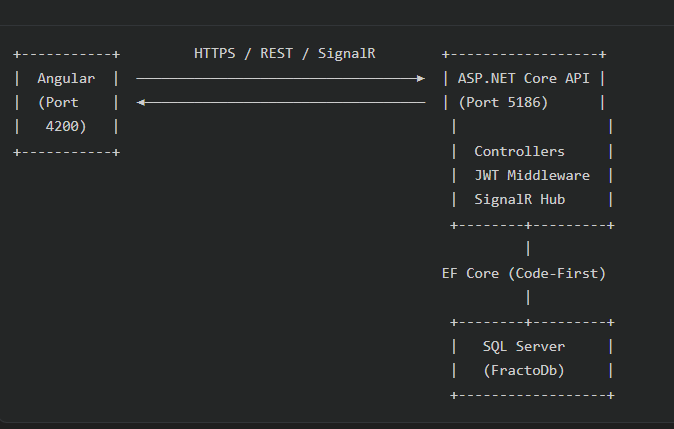 HTTPS / REST / SignalR
Angular
ASP.NET Core API
(Port
(Port 5186)
4200)
Controllers
JWT Middleware
SignalR Hub
EF Core (Code-First)
SQL Server
(FractoDb)